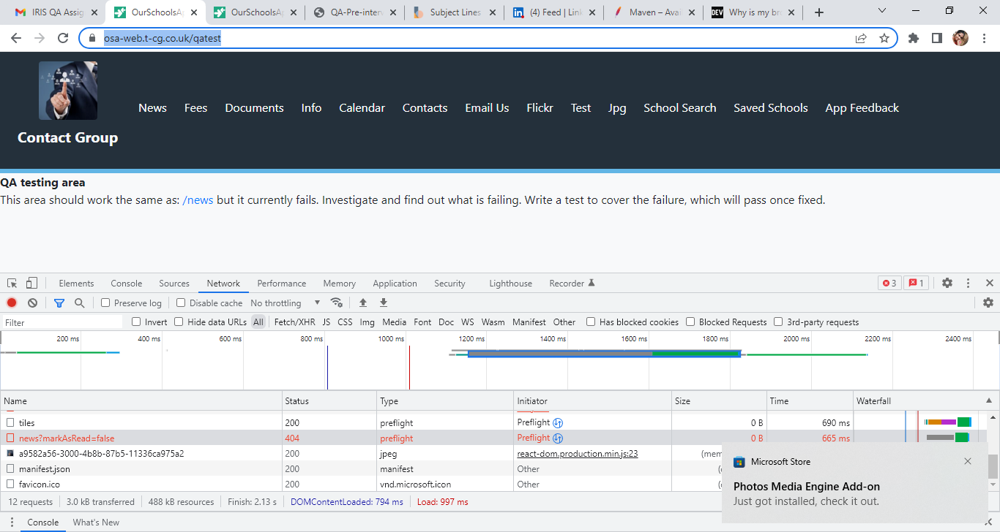 IRIS QA Assig
OurSchoolsAp
OurSchoolsAp
QA-Pre-interv
Subject Lines
(4) Feed | Link
Maven – Avai
DEV Why is my br
osa-web.t-cg.co.uk/qatest
News Fees Documents Info Calendar Contacts Email Us Flickr Test Jpg School Search Saved Schools App Feedback
Contact Group
QA testing area
This area should work the same as: /news but it currently fails. Investigate and find out what is failing. Write a test to cover the failure, which will pass once fixed.
Elements Console Sources Network Performance Memory Application Security Lighthouse Recorder 3 1
Preserve log Disable cache No throttling
Filter Invert Hide data URLs All Fetch/XHR JS CSS Img Media Font Doc WS Wasm Manifest Other Has blocked cookies Blocked Requests 3rd-party requests
200 ms 400 ms 600 ms 800 ms 1000 ms 1200 ms 1400 ms 1600 ms 1800 ms 2000 ms 2200 ms 2400 ms
Name Status Type Initiator Size Time Waterfall
tiles 200 preflight Preflight 0 B 690 ms
news?markAsRead=false 404 preflight Preflight 0 B 665 ms
a9582a56-3000-4b8b-87b5-11336ca975a2 200 jpeg react-dom.production.min.js:23 (mem
manifest.json 200 manifest Other
favicon.ico 200 vnd.microsoft.icon Other
Microsoft Store
Photos Media Engine Add-on
Just got installed, check it out.
12 requests 3.0 kB transferred 488 kB resources Finish: 2.13 s DOMContentLoaded: 794 ms Load: 997 ms
Console What's New